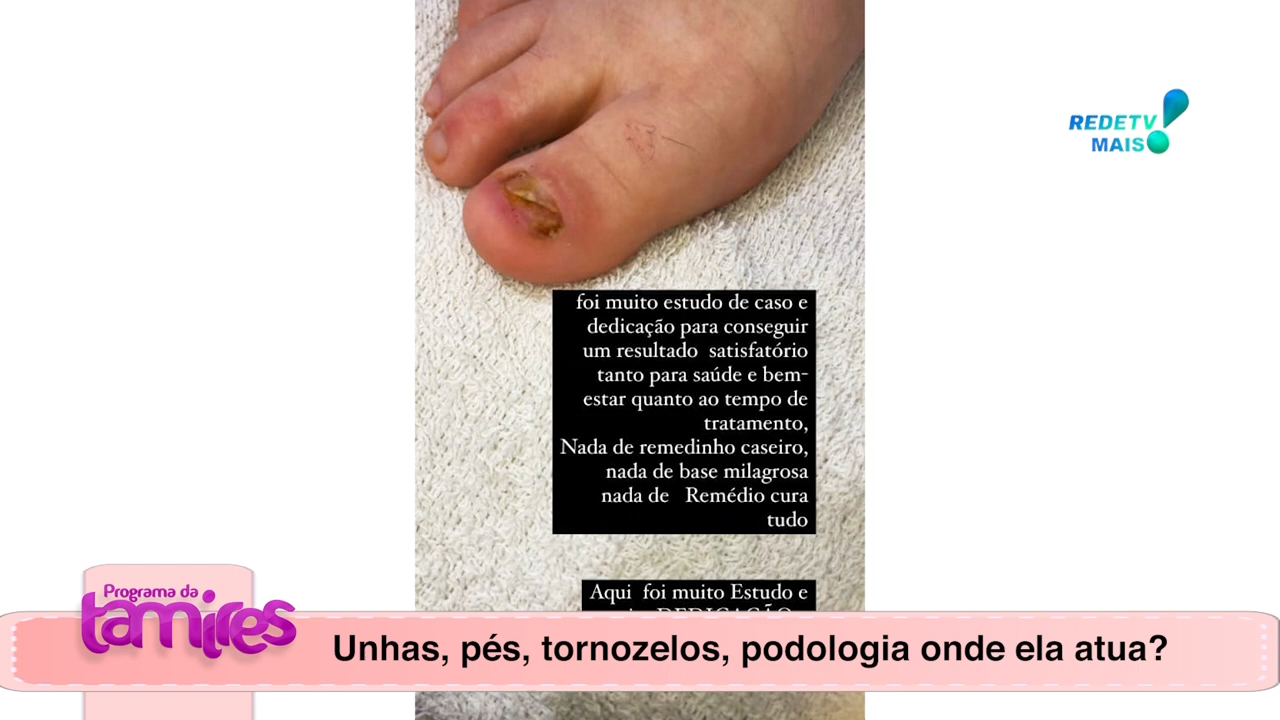 REDETV!
MAIS
foi muito estudo de caso e
dedicação para conseguir
um resultado satisfatório
tanto para saúde e bem-
estar quanto ao tempo de
tratamento,
Nada de remedinho caseiro,
nada de base milagrosa
nada de Remédio cura
tudo
Aqui foi muito Estudo e
DEDICAÇÃO
Programa da
tamires
Unhas, pés, tornozelos, podologia onde ela atua?